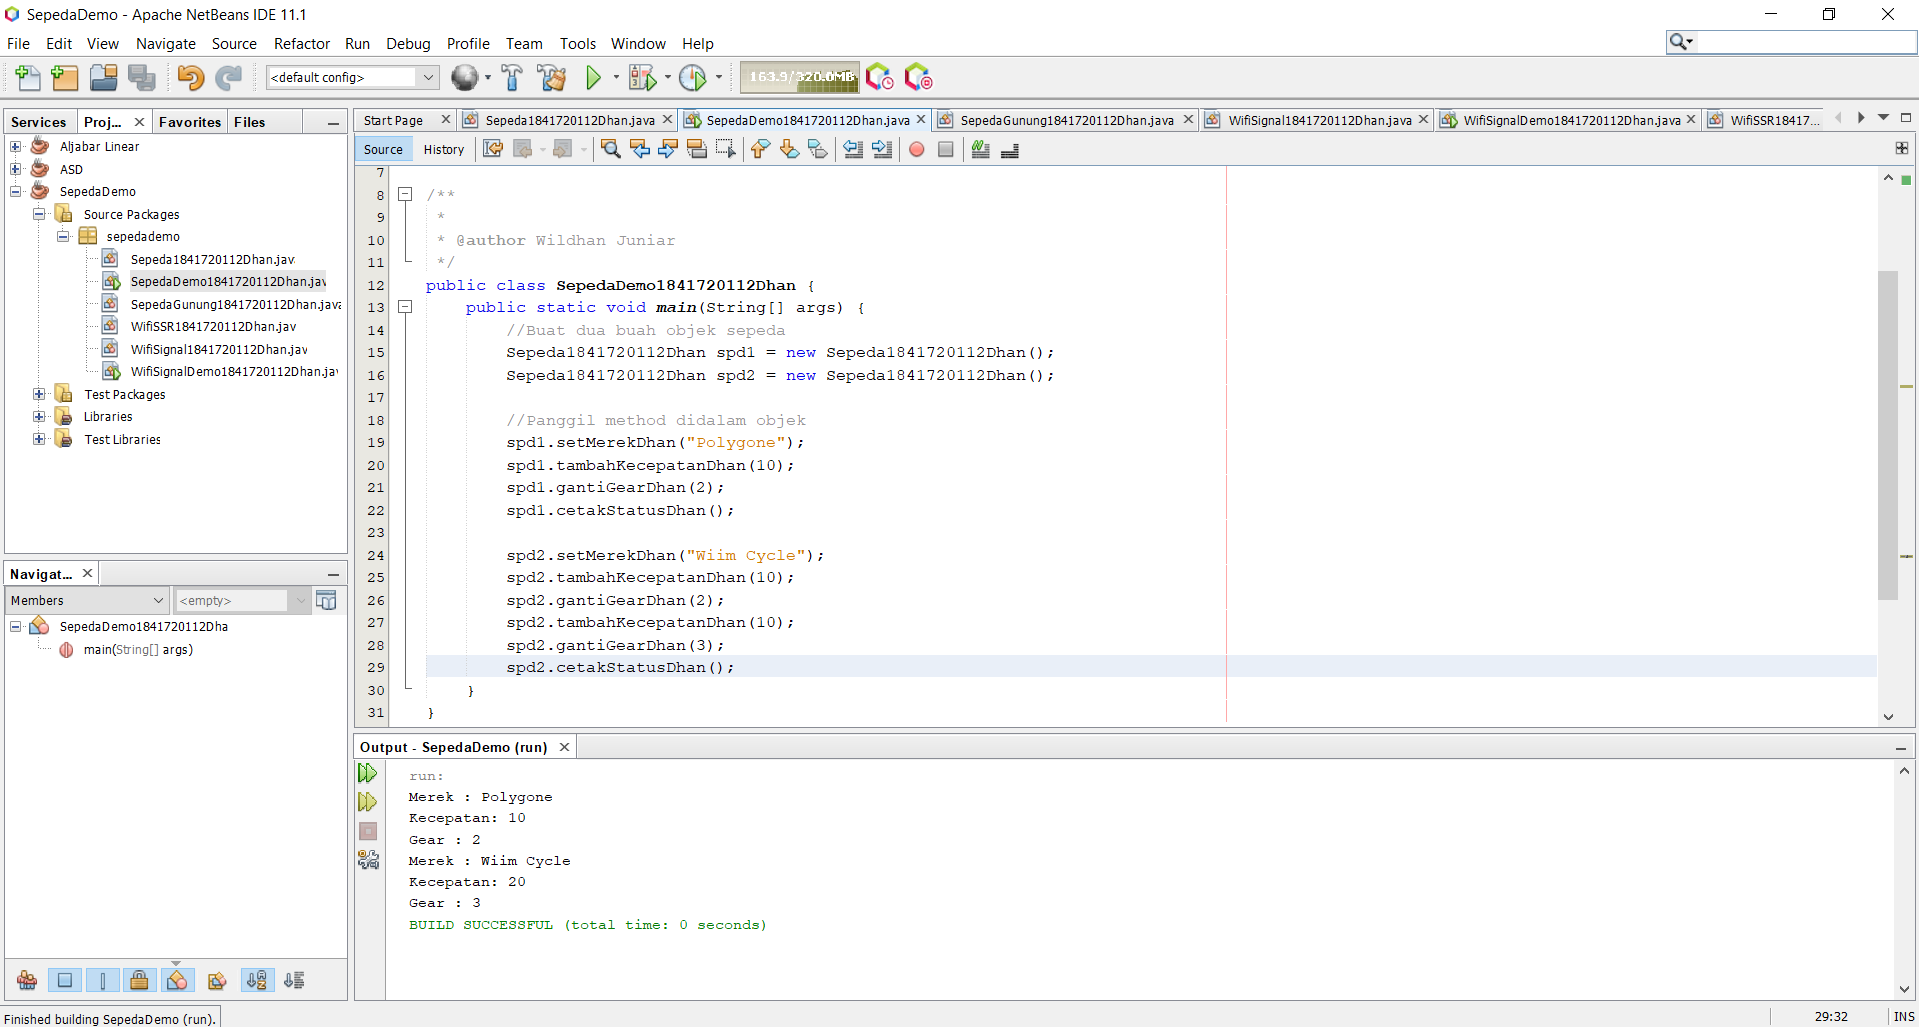 SepedaDemo - Apache NetBeans IDE 11.1
File Edit View Navigate Source Refactor Run Debug Profile Team Tools Window Help
<default config>
163.9/320.0MB
Services Proj... Favorites Files
Aljabar Linear
ASD
SepedaDemo
Source Packages
sepedademo
Sepeda1841720112Dhan.jav
SepedaDemo1841720112Dhan.jav
SepedaGunung1841720112Dhan.java
WifiSSR1841720112Dhan.jav
WifiSignal1841720112Dhan.jav
WifiSignalDemo1841720112Dhan.jav
Test Packages
Libraries
Test Libraries
Navigat...
Members <empty>
SepedaDemo1841720112Dha
main(String[] args)
Start Page Sepeda1841720112Dhan.java SepedaDemo1841720112Dhan.java SepedaGunung1841720112Dhan.java WifiSignal1841720112Dhan.java WifiSignalDemo1841720112Dhan.java WifiSSR18417...
Source History
7
8 /**
9 *
10 * @author Wildhan Juniar
11 */
12 public class SepedaDemo1841720112Dhan {
13 public static void main(String[] args) {
14 //Buat dua buah objek sepeda
15 Sepeda1841720112Dhan spd1 = new Sepeda1841720112Dhan();
16 Sepeda1841720112Dhan spd2 = new Sepeda1841720112Dhan();
17
18 //Panggil method didalam objek
19 spd1.setMerekDhan("Polygone");
20 spd1.tambahKecepatanDhan(10);
21 spd1.gantiGearDhan(2);
22 spd1.cetakStatusDhan();
23
24 spd2.setMerekDhan("Wiim Cycle");
25 spd2.tambahKecepatanDhan(10);
26 spd2.gantiGearDhan(2);
27 spd2.tambahKecepatanDhan(10);
28 spd2.gantiGearDhan(3);
29 spd2.cetakStatusDhan();
30 }
31 }
Output - SepedaDemo (run)
run:
Merek : Polygone
Kecepatan: 10
Gear : 2
Merek : Wiim Cycle
Kecepatan: 20
Gear : 3
BUILD SUCCESSFUL (total time: 0 seconds)
Finished building SepedaDemo (run).
29:32 INS